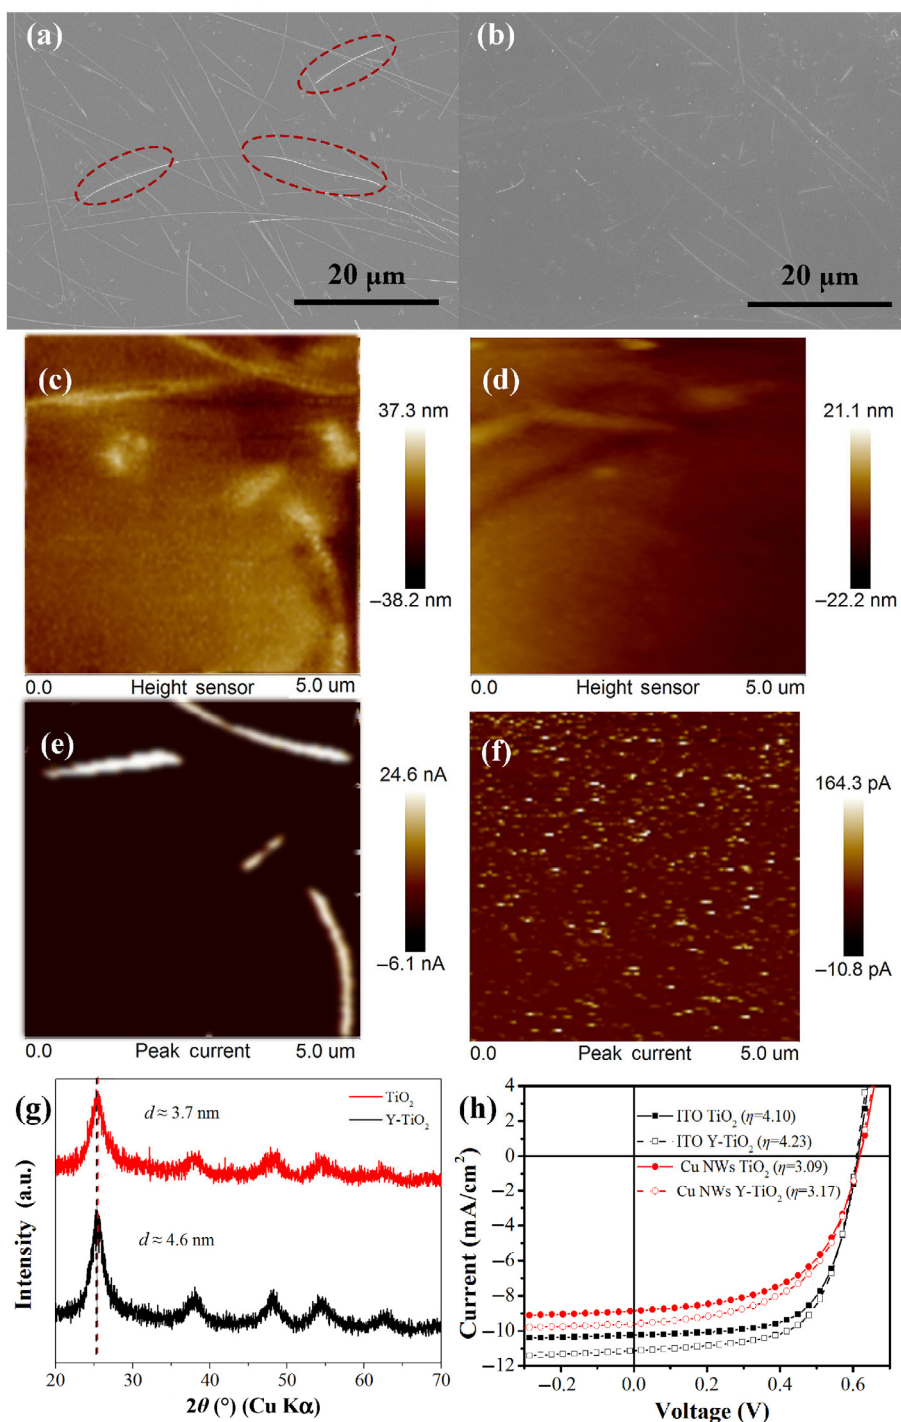 (a)
(b)
20 µm
20 µm
(c)
(d)
37.3 nm
21.1 nm
−38.2 nm
−22.2 nm
0.0 Height sensor 5.0 um
0.0 Height sensor 5.0 um
(e)
(f)
24.6 nA
164.3 pA
−6.1 nA
−10.8 pA
0.0 Peak current 5.0 um
0.0 Peak current 5.0 um
(g)
d ≈ 3.7 nm
TiO₂
Y-TiO₂
d ≈ 4.6 nm
Intensity (a.u.)
20 30 40 50 60 70
2θ (°) (Cu Kα)
(h)
ITO TiO₂ (η=4.10)
ITO Y-TiO₂ (η=4.23)
Cu NWs TiO₂ (η=3.09)
Cu NWs Y-TiO₂ (η=3.17)
Current (mA/cm²)
4
2
0
−2
−4
−6
−8
−10
−12
−0.2 0.0 0.2 0.4 0.6
Voltage (V)